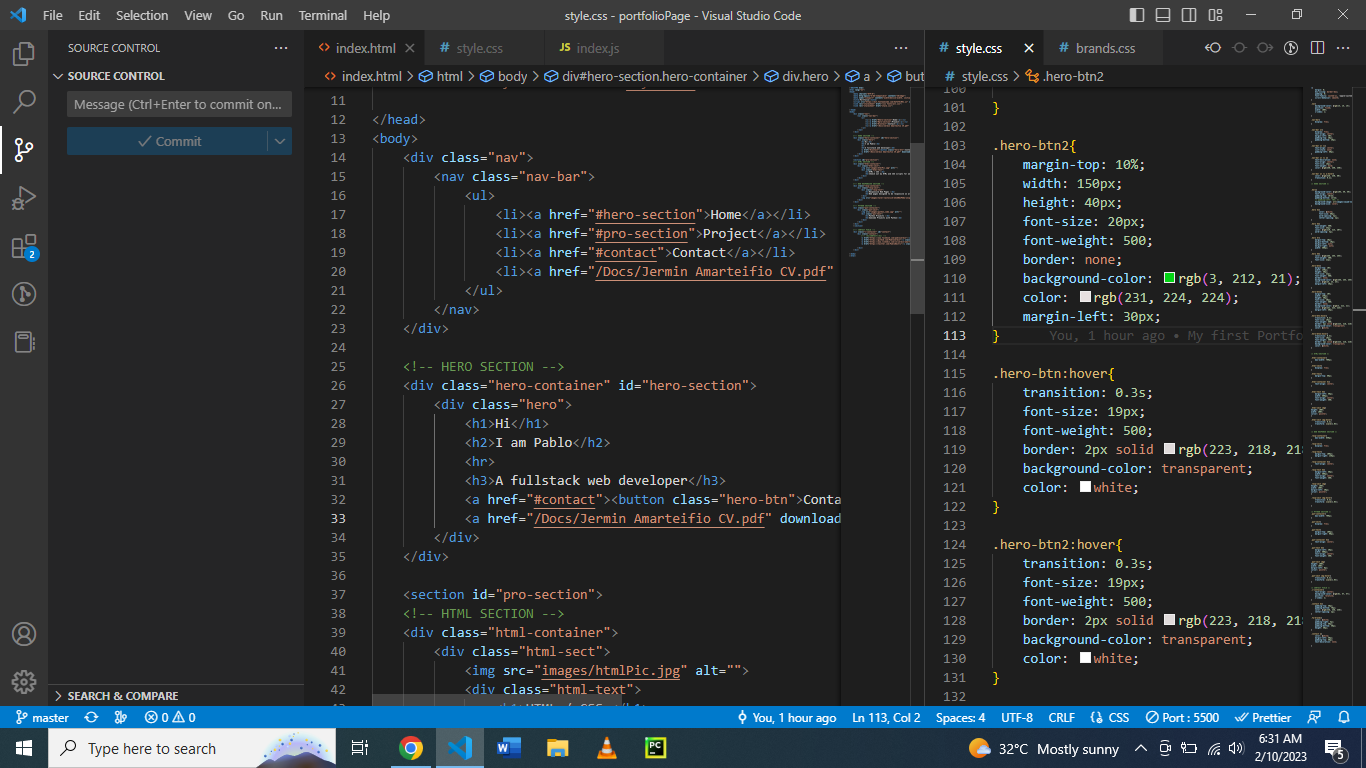 File Edit Selection View Go Run Terminal Help
style.css - portfolioPage - Visual Studio Code
SOURCE CONTROL
SOURCE CONTROL
Message (Ctrl+Enter to commit on...
Commit
2
SEARCH & COMPARE
index.html
style.css
JS index.js
index.html > html > body > div#hero-section.hero-container > div.hero > a > but
11
12 </head>
13 <body>
14 <div class="nav">
15 <nav class="nav-bar">
16 <ul>
17 <li><a href="#hero-section">Home</a></li>
18 <li><a href="#pro-section">Project</a></li>
19 <li><a href="#contact">Contact</a></li>
20 <li><a href="/Docs/Jermin Amarteifio CV.pdf"
21 </ul>
22 </nav>
23 </div>
24
25 <!-- HERO SECTION -->
26 <div class="hero-container" id="hero-section">
27 <div class="hero">
28 <h1>Hi</h1>
29 <h2>I am Pablo</h2>
30 <hr>
31 <h3>A fullstack web developer</h3>
32 <a href="#contact"><button class="hero-btn">Conta
33 <a href="/Docs/Jermin Amarteifio CV.pdf" download
34 </div>
35 </div>
36
37 <section id="pro-section">
38 <!-- HTML SECTION -->
39 <div class="html-container">
40 <div class="html-sect">
41 <img src="images/htmlPic.jpg" alt="">
42 <div class="html-text">
# style.css
# brands.css
# style.css > .hero-btn2
100
101 }
102
103 .hero-btn2{
104 margin-top: 10%;
105 width: 150px;
106 height: 40px;
107 font-size: 20px;
108 font-weight: 500;
109 border: none;
110 background-color: rgb(3, 212, 21);
111 color: rgb(231, 224, 224);
112 margin-left: 30px;
113 } You, 1 hour ago • My first Portfo
114
115 .hero-btn:hover{
116 transition: 0.3s;
117 font-size: 19px;
118 font-weight: 500;
119 border: 2px solid rgb(223, 218, 218
120 background-color: transparent;
121 color: white;
122 }
123
124 .hero-btn2:hover{
125 transition: 0.3s;
126 font-size: 19px;
127 font-weight: 500;
128 border: 2px solid rgb(223, 218, 218
129 background-color: transparent;
130 color: white;
131 }
132
master 0 0 You, 1 hour ago Ln 113, Col 2 Spaces: 4 UTF-8 CRLF CSS Port : 5500 Prettier
Type here to search
W
PC
32°C Mostly sunny
6:31 AM
2/10/2023
5